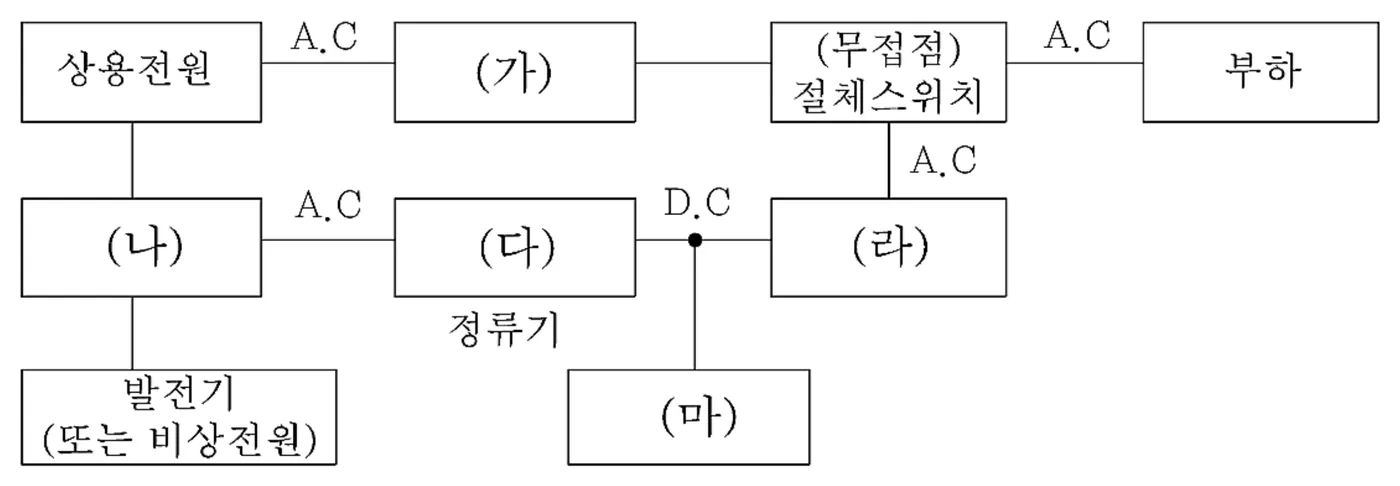 상용전원
A.C
(가)
(무접점)
절체스위치
A.C
부하
A.C
(나)
A.C
(다)
D.C
(라)
정류기
발전기
(또는 비상전원)
(마)